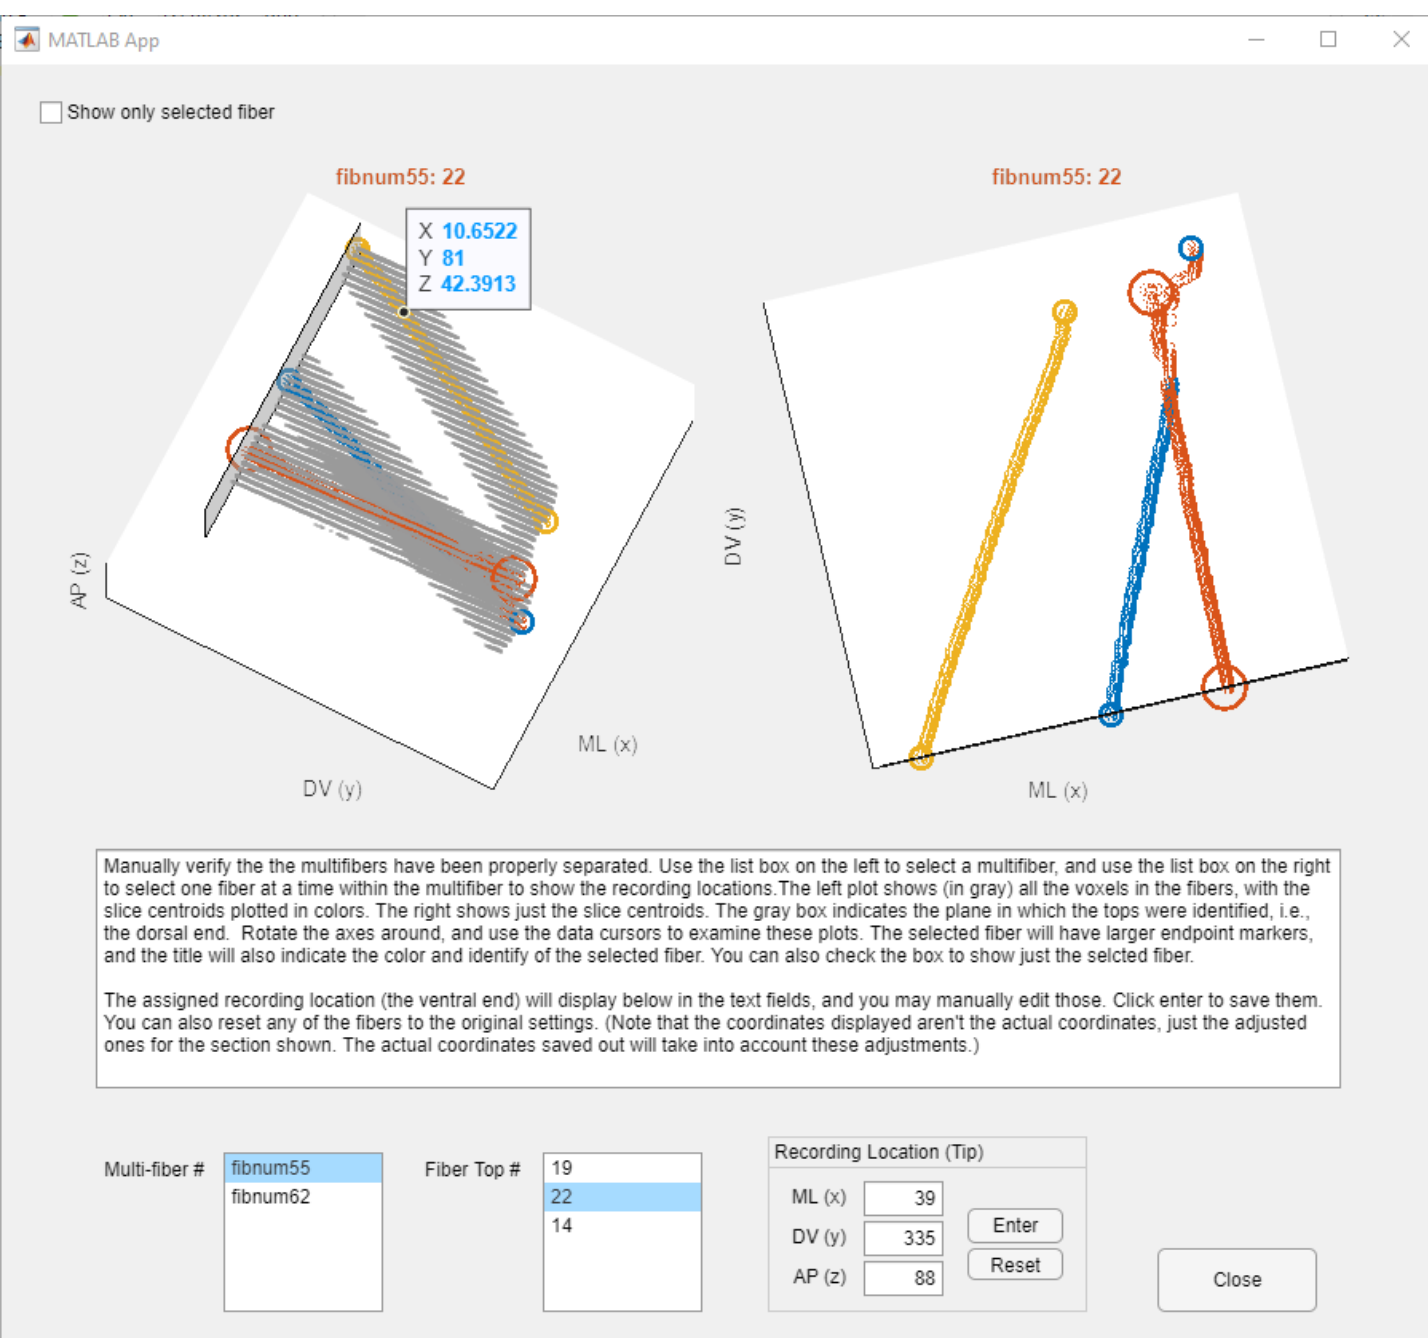 MATLAB App
Show only selected fiber
fibnum55: 22
fibnum55: 22
X 10.6522
Y 81
Z 42.3913
AP (z)
DV (y)
ML (x)
DV (y)
ML (x)
Manually verify the the multifibers have been properly separated. Use the list box on the left to select a multifiber, and use the list box on the right
to select one fiber at a time within the multifiber to show the recording locations.The left plot shows (in gray) all the voxels in the fibers, with the
slice centroids plotted in colors. The right shows just the slice centroids. The gray box indicates the plane in which the tops were identified, i.e.,
the dorsal end.  Rotate the axes around, and use the data cursors to examine these plots. The selected fiber will have larger endpoint markers,
and the title will also indicate the color and identify of the selected fiber. You can also check the box to show just the selcted fiber.
The assigned recording location (the ventral end) will display below in the text fields, and you may manually edit those. Click enter to save them.
You can also reset any of the fibers to the original settings. (Note that the coordinates displayed aren't the actual coordinates, just the adjusted
ones for the section shown. The actual coordinates saved out will take into account these adjustments.)
Multi-fiber #
fibnum55
fibnum62
Fiber Top #
19
22
14
Recording Location (Tip)
ML (x) 39
DV (y) 335
AP (z) 88
Enter
Reset
Close